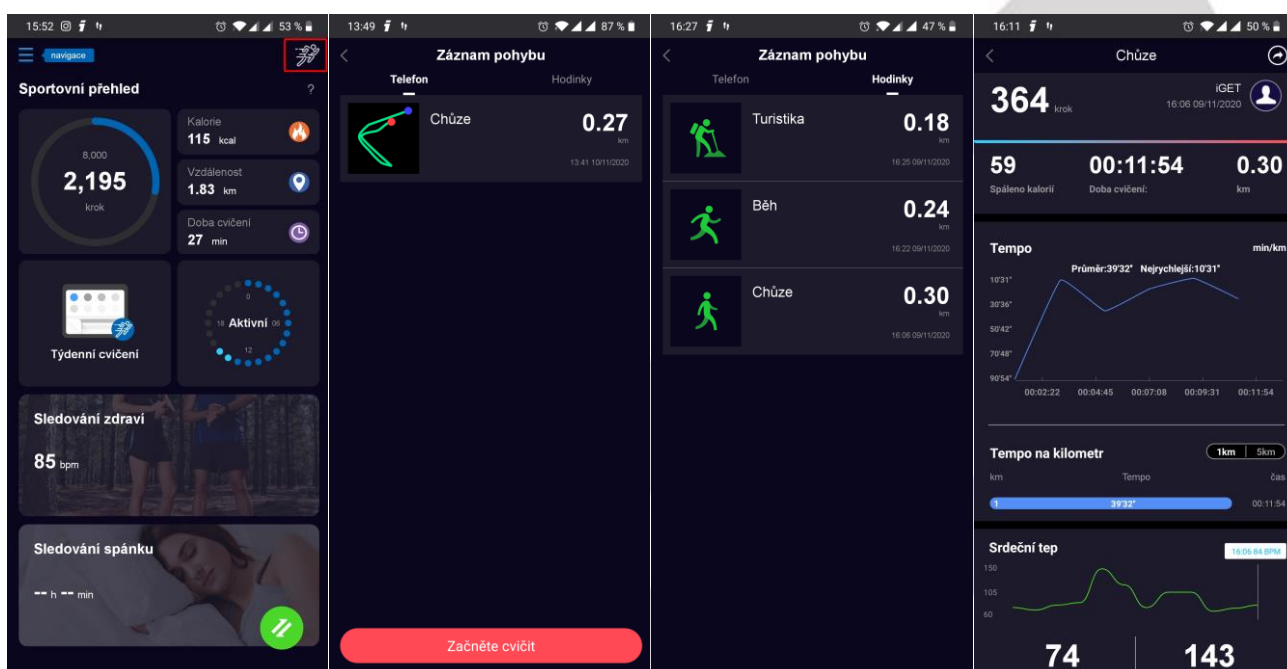 15:52 53 %
navigace
Sportovní přehled ?
8,000
2,195
krok
Kalorie
115 kcal
Vzdálenost
1.83 km
Doba cvičení
27 min
Týdenní cvičení
0
18 Aktivní 06
12
Sledování zdraví
85 bpm
Sledování spánku
-- h -- min
13:49 87 %
Záznam pohybu
Telefon Hodinky
Chůze 0.27
km
13:41 10/11/2020
Začněte cvičit
16:27 47 %
Záznam pohybu
Telefon Hodinky
Turistika 0.18
km
16:25 09/11/2020
Běh 0.24
km
16:22 09/11/2020
Chůze 0.30
km
16:06 09/11/2020
16:11 50 %
Chůze
364 krok
iGET
16:06 09/11/2020
59 00:11:54 0.30
Spáleno kalorií Doba cvičení: km
Tempo min/km
Průměr:39'32" Nejrychlejší:10'31"
10'31"
30'36"
50'42"
70'48"
90'54"
00:02:22 00:04:45 00:07:08 00:09:31 00:11:54
Tempo na kilometr 1km 5km
km Tempo čas
1 39'32" 00:11:54
Srdeční tep 16:06 84 BPM
150
105
60
74 143